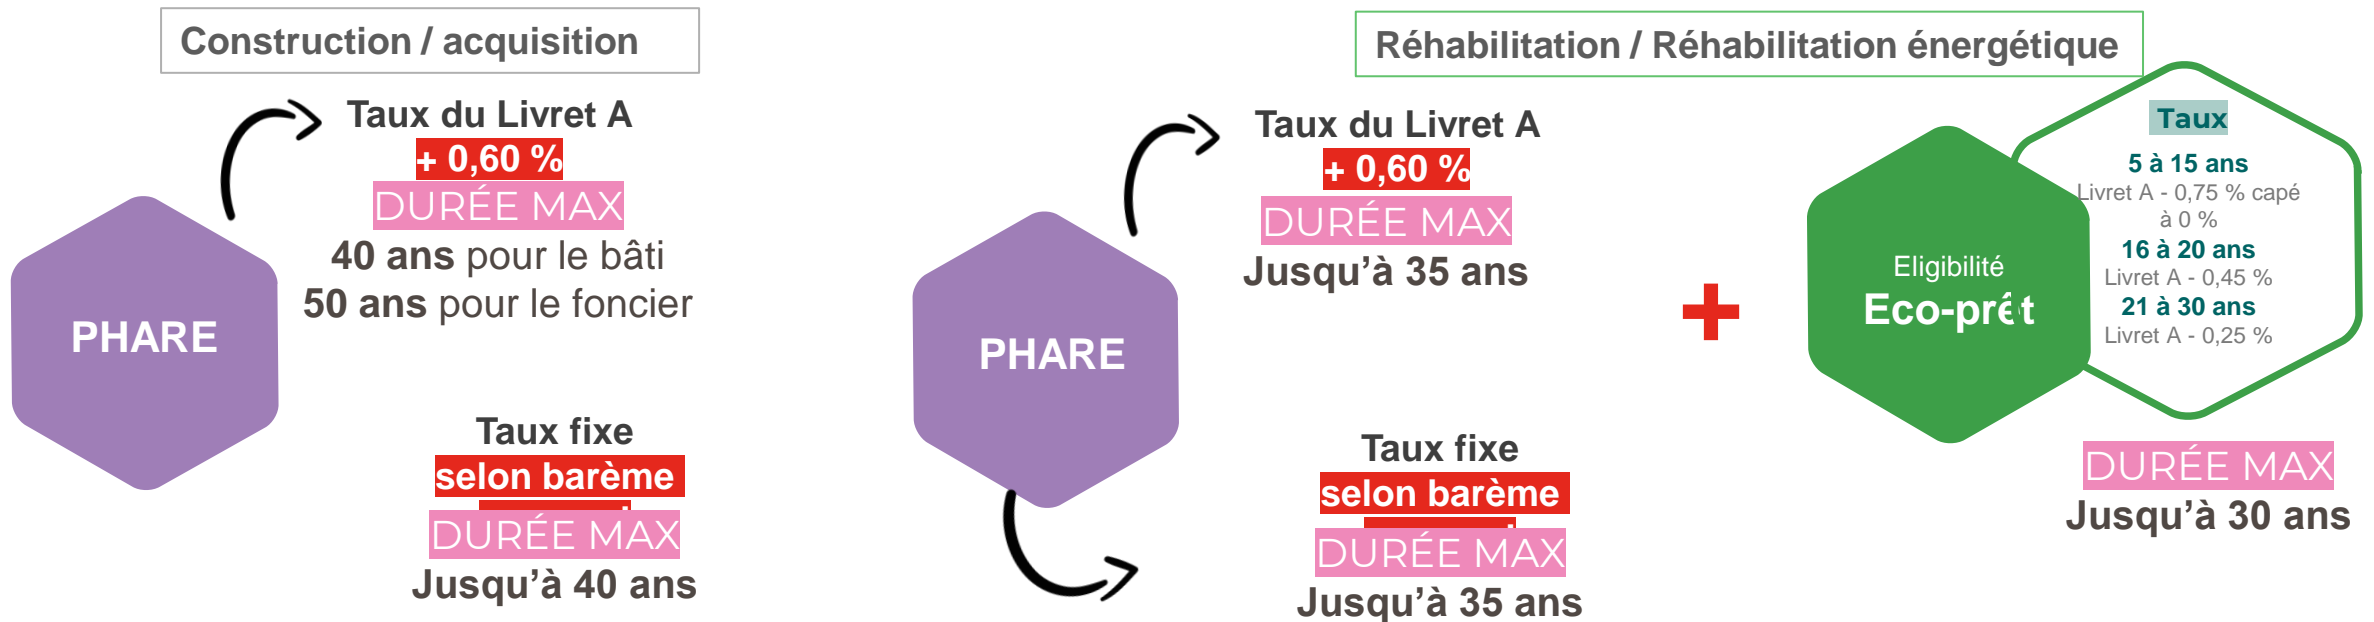 Construction / acquisition
Taux du Livret A
+ 0,60 %
DURÉE MAX
40 ans pour le bâti
50 ans pour le foncier
PHARE
Taux fixe
selon barème
DURÉE MAX
Jusqu’à 40 ans
Réhabilitation / Réhabilitation énergétique
Taux du Livret A
+ 0,60 %
DURÉE MAX
Jusqu’à 35 ans
PHARE
Taux fixe
selon barème
DURÉE MAX
Jusqu’à 35 ans
+
Eligibilité
Eco-prêt
Taux
5 à 15 ans
Livret A - 0,75 % capé
à 0 %
16 à 20 ans
Livret A - 0,45 %
21 à 30 ans
Livret A - 0,25 %
DURÉE MAX
Jusqu’à 30 ans